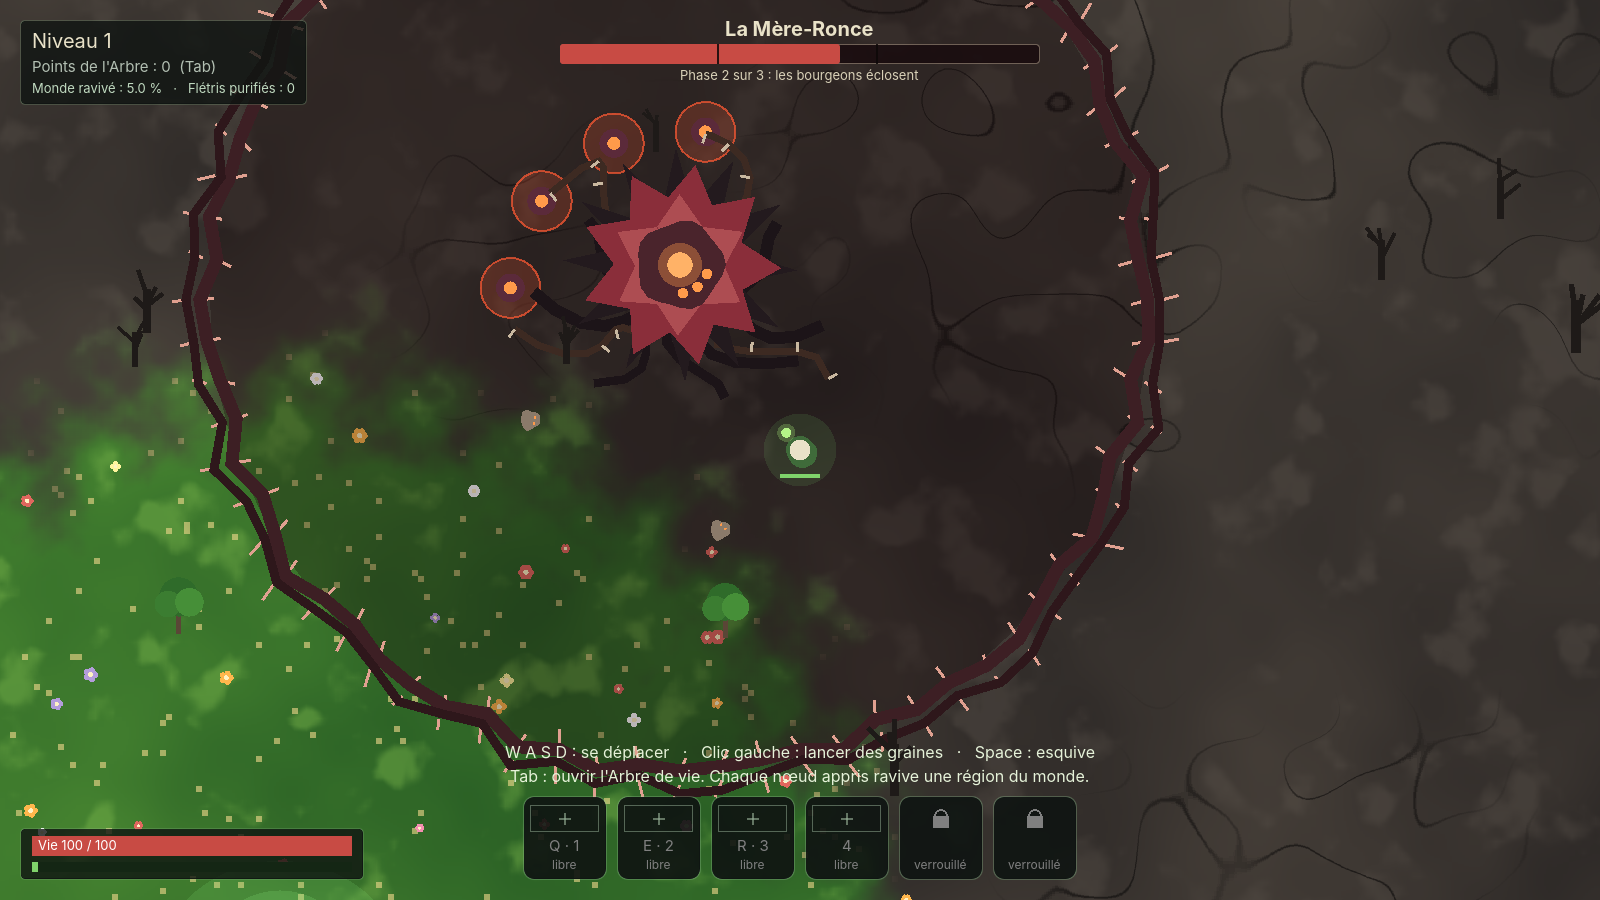 La Mère-Ronce
Phase 2 sur 3 : les bourgeons éclosent
Niveau 1
Points de l'Arbre : 0 (Tab)
Monde ravivé : 5.0 % · Flétris purifiés : 0
W A S D : se déplacer · Clic gauche : lancer des graines · Space : esquive
Tab : ouvrir l'Arbre de vie. Chaque nœud appris ravive une région du monde.
Vie 100 / 100
Q · 1
libre
E · 2
libre
R · 3
libre
4
libre
verrouillé
verrouillé